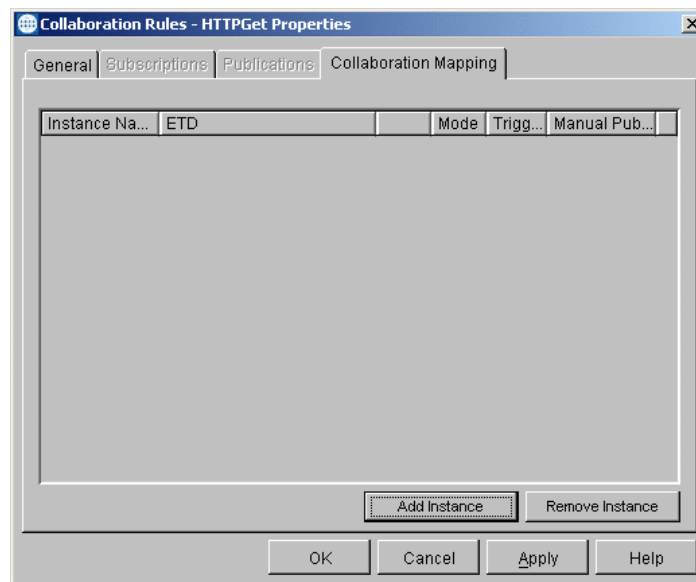 Collaboration Rules - HTTPGet Properties
General Subscriptions Publications Collaboration Mapping
Instance Na... ETD Mode Trigg... Manual Pub...
Add Instance Remove Instance
OK Cancel Apply Help